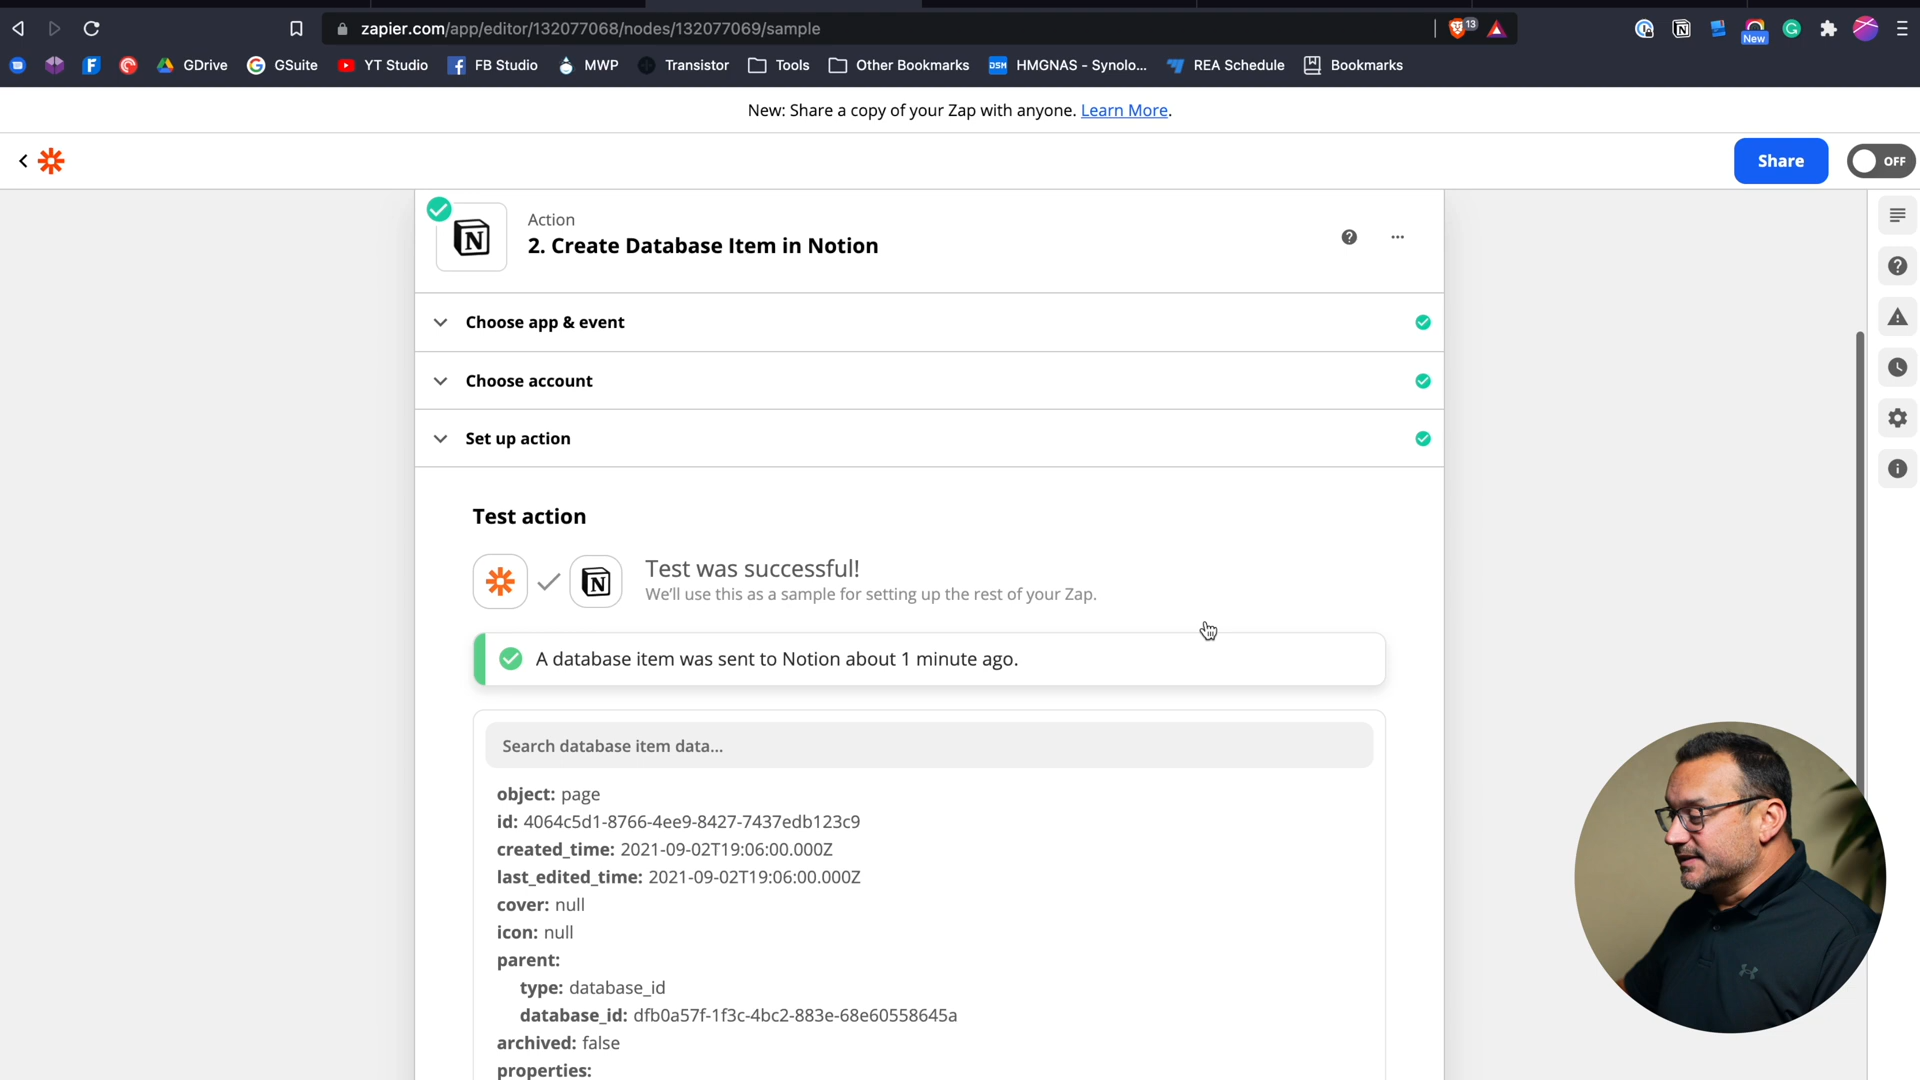 zapier.com/app/editor/132077068/nodes/132077069/sample
13
New
GDrive
GSuite
YT Studio
FB Studio
MWP
Transistor
Tools
Other Bookmarks
DSM
HMGNAS - Synolo...
REA Schedule
Bookmarks
New: Share a copy of your Zap with anyone. Learn More.
Share
OFF
Action
2. Create Database Item in Notion
Choose app & event
Choose account
Set up action
Test action
Test was successful!
We'll use this as a sample for setting up the rest of your Zap.
A database item was sent to Notion about 1 minute ago.
Search database item data...
object: page
id: 4064c5d1-8766-4ee9-8427-7437edb123c9
created_time: 2021-09-02T19:06:00.000Z
last_edited_time: 2021-09-02T19:06:00.000Z
cover: null
icon: null
parent:
type: database_id
database_id: dfb0a57f-1f3c-4bc2-883e-68e60558645a
archived: false
properties: